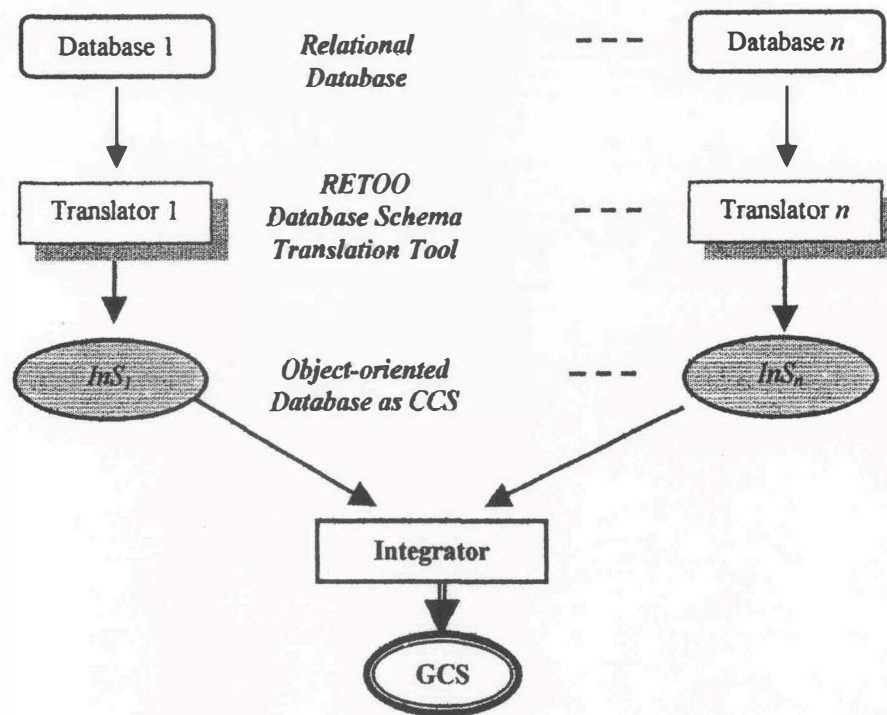 Database 1
Relational
Database
Database n
Translator 1
RETOO
Database Schema
Translation Tool
Translator n
InS1
Object-oriented
Database as CCS
InSn
Integrator
GCS